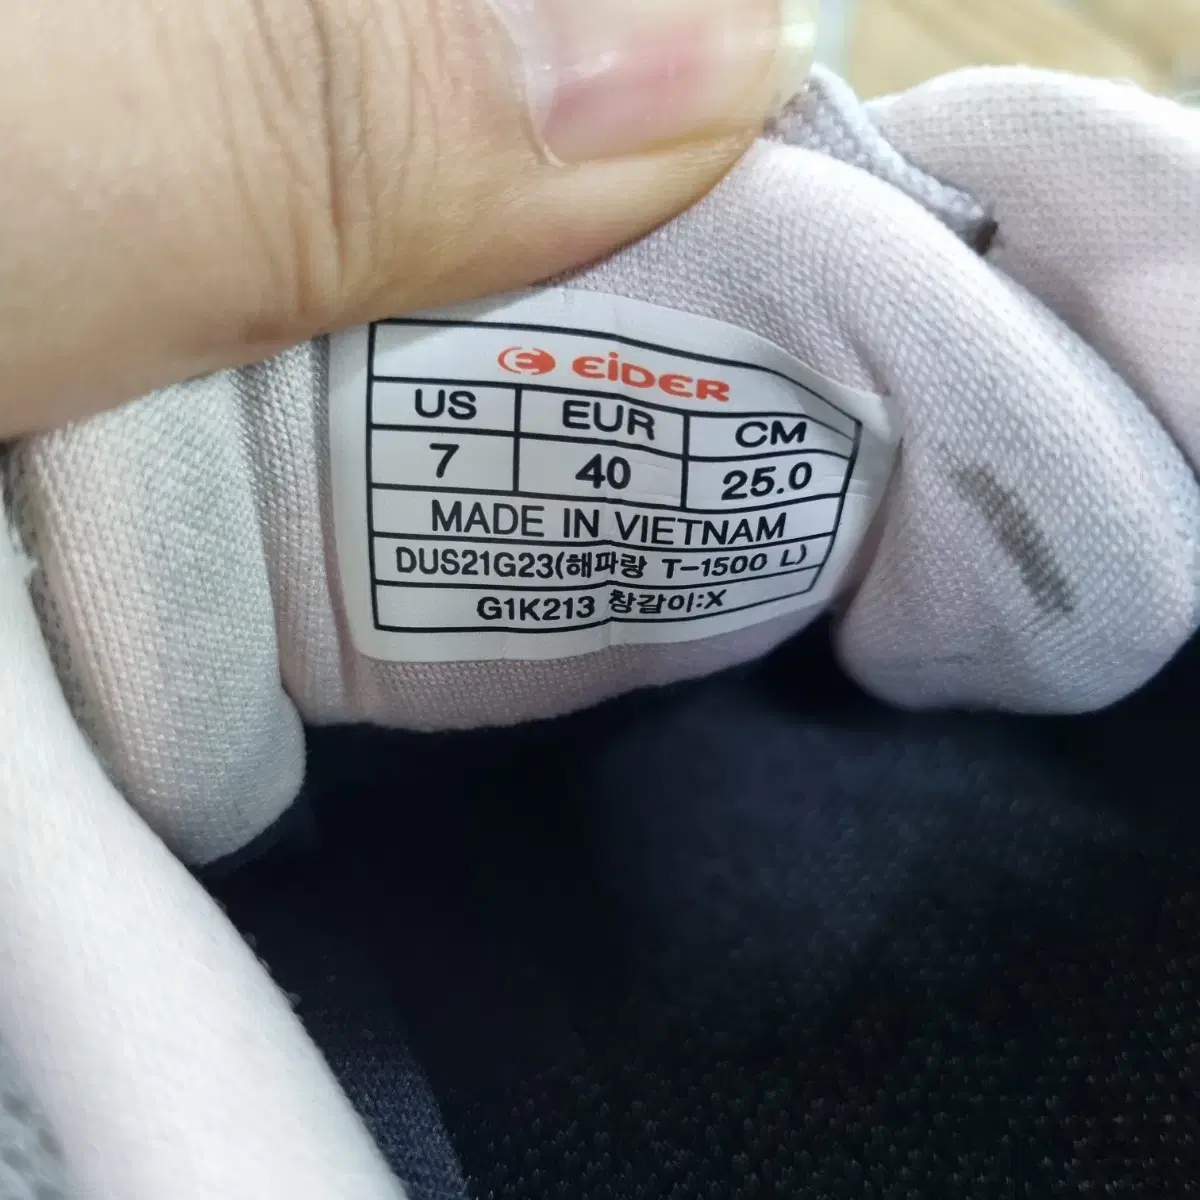 EiDER
US EUR CM
7 40 25.0
MADE IN VIETNAM
DUS21G23(해파랑 T-1500 L)
G1K213 창갈이:X